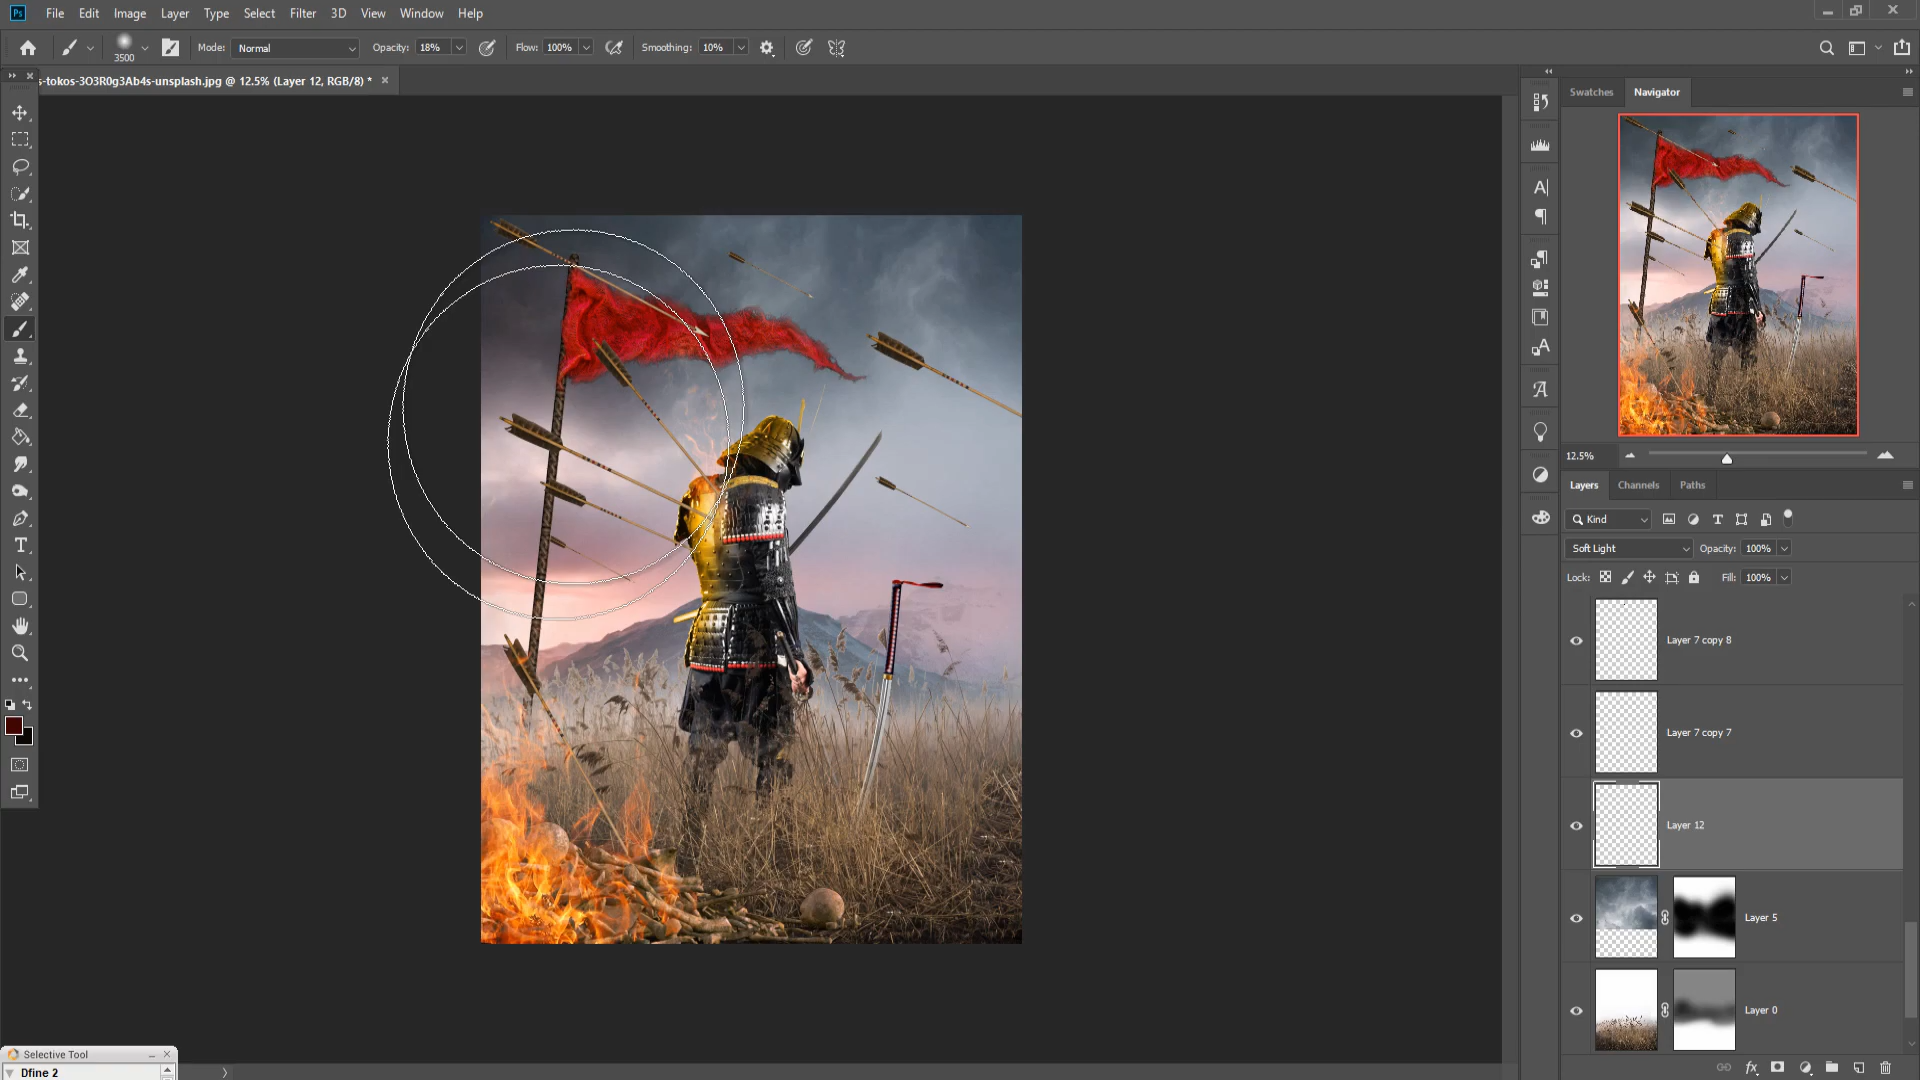 Ps File Edit Image Layer Type Select Filter 3D View Window Help
3500 Mode: Normal Opacity: 18% Flow: 100% Smoothing: 10%
s-tokos-3O3R0g3Ab4s-unsplash.jpg @ 12.5% (Layer 12, RGB/8) *
Swatches Navigator
12.5%
Layers Channels Paths
Kind
Soft Light Opacity: 100%
Lock: Fill: 100%
Layer 7 copy 8
Layer 7 copy 7
Layer 12
Layer 5
Layer 0
Selective Tool
Dfine 2